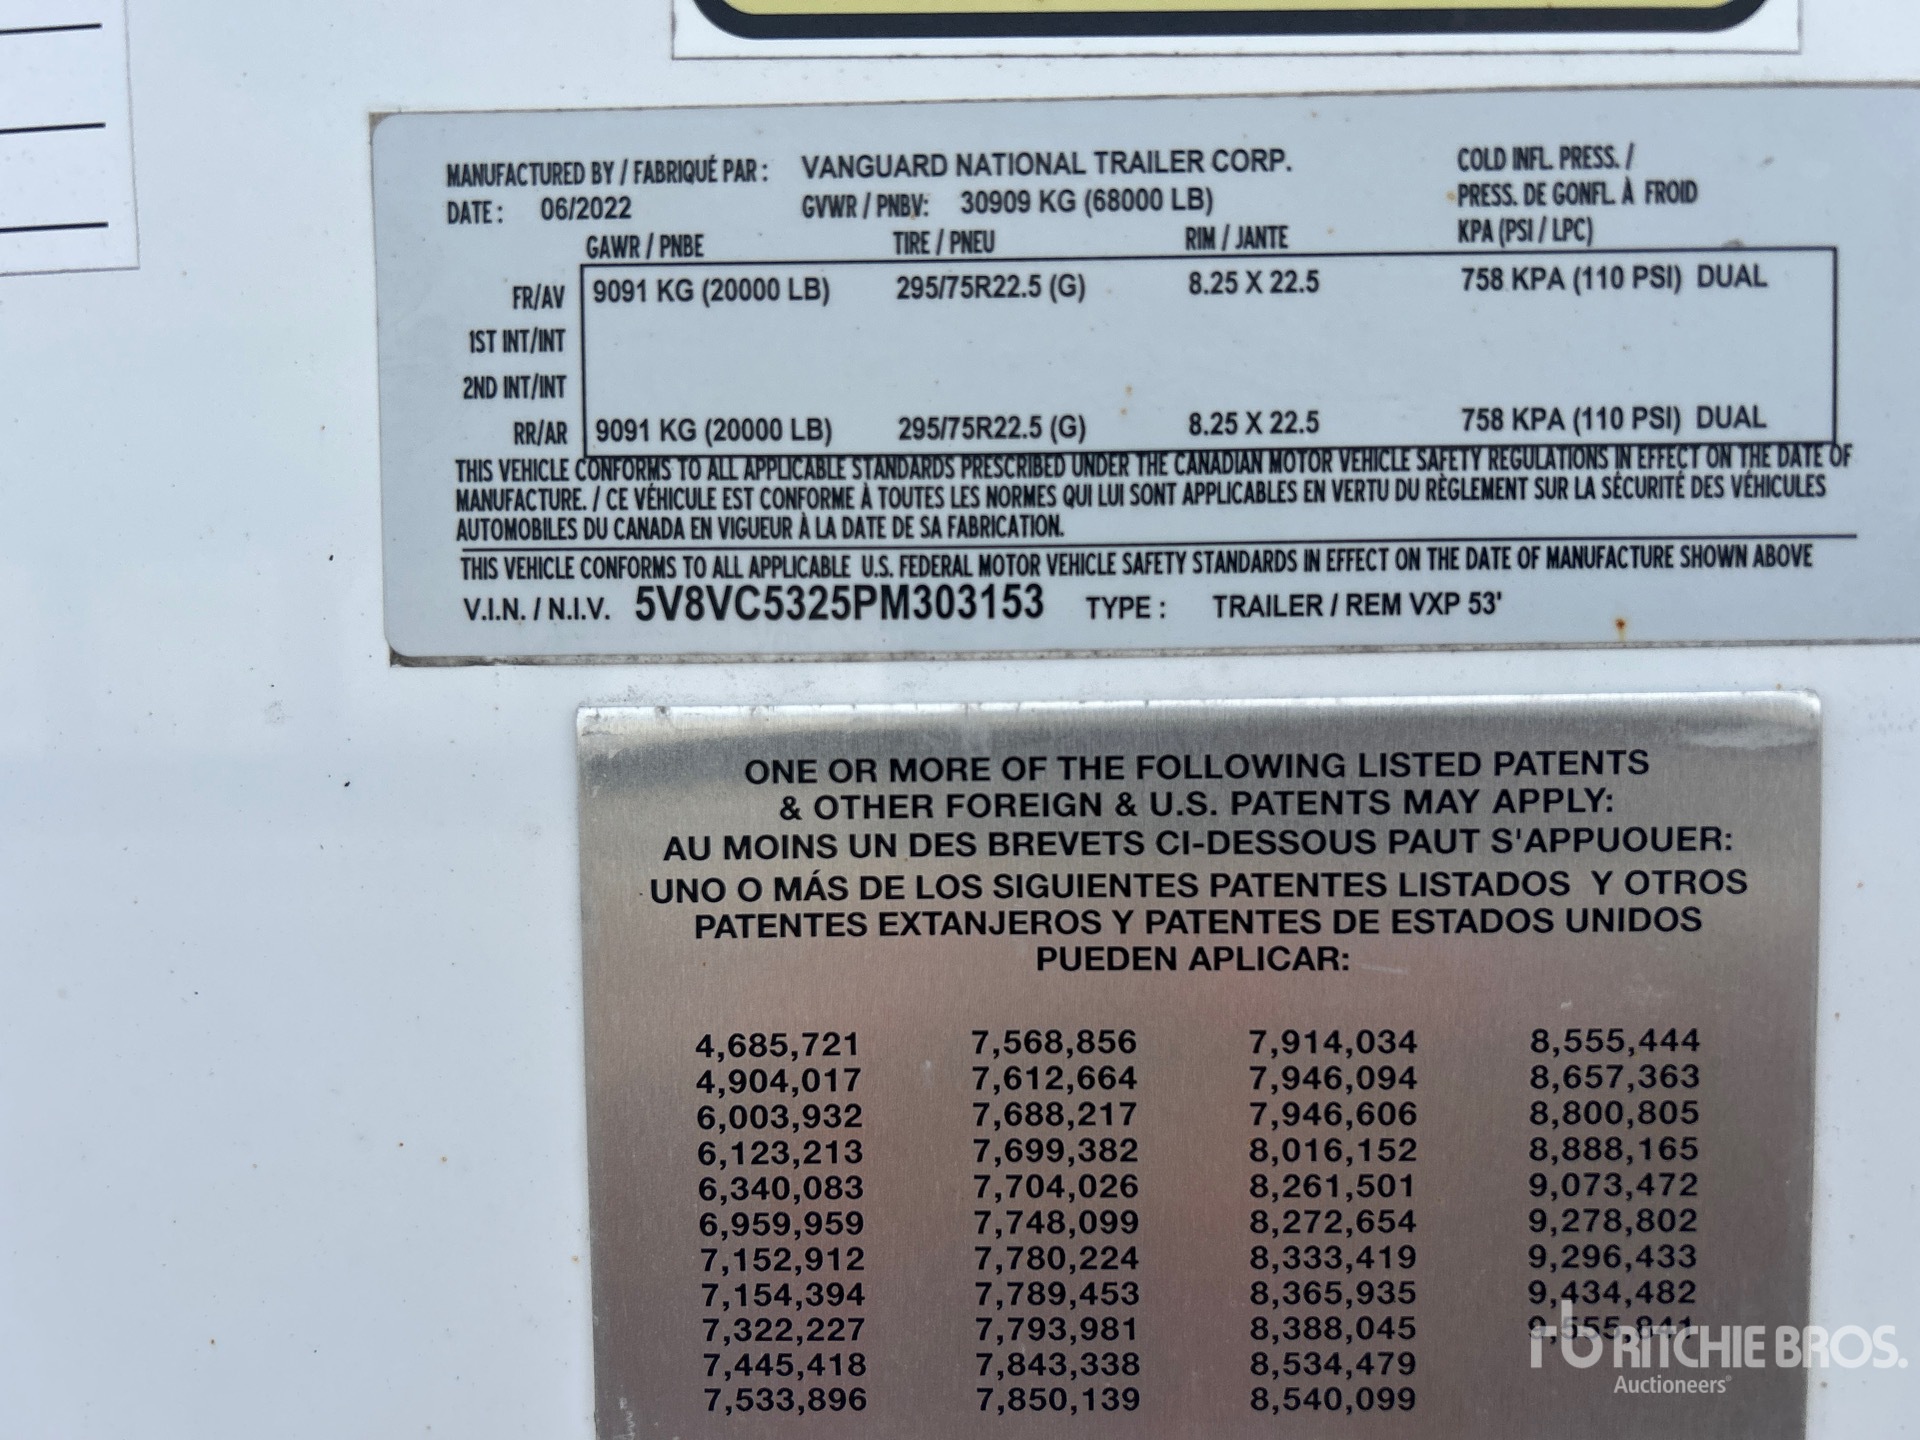 MANUFACTURED BY / FABRIQUÉ PAR : VANGUARD NATIONAL TRAILER CORP. COLD INFL. PRESS. /
DATE : 06/2022 GVWR / PNBV: 30909 KG (68000 LB) PRESS. DE GONFL. À FROID
GAWR / PNBE TIRE / PNEU RIM / JANTE KPA (PSI / LPC)
FR/AV 9091 KG (20000 LB) 295/75R22.5 (G) 8.25 X 22.5 758 KPA (110 PSI) DUAL
1ST INT/INT
2ND INT/INT
RR/AR 9091 KG (20000 LB) 295/75R22.5 (G) 8.25 X 22.5 758 KPA (110 PSI) DUAL
THIS VEHICLE CONFORMS TO ALL APPLICABLE STANDARDS PRESCRIBED UNDER THE CANADIAN MOTOR VEHICLE SAFETY REGULATIONS IN EFFECT ON THE DATE OF
MANUFACTURE. / CE VÉHICULE EST CONFORME À TOUTES LES NORMES QUI LUI SONT APPLICABLES EN VERTU DU RÈGLEMENT SUR LA SÉCURITÉ DES VÉHICULES
AUTOMOBILES DU CANADA EN VIGUEUR À LA DATE DE SA FABRICATION.
THIS VEHICLE CONFORMS TO ALL APPLICABLE U.S. FEDERAL MOTOR VEHICLE SAFETY STANDARDS IN EFFECT ON THE DATE OF MANUFACTURE SHOWN ABOVE
V.I.N. / N.I.V. 5V8VC5325PM303153 TYPE : TRAILER / REM VXP 53'
ONE OR MORE OF THE FOLLOWING LISTED PATENTS
& OTHER FOREIGN & U.S. PATENTS MAY APPLY:
AU MOINS UN DES BREVETS CI-DESSOUS PAUT S'APPUOUER:
UNO O MÁS DE LOS SIGUIENTES PATENTES LISTADOS Y OTROS
PATENTES EXTANJEROS Y PATENTES DE ESTADOS UNIDOS
PUEDEN APLICAR:
4,685,721 7,568,856 7,914,034 8,555,444
4,904,017 7,612,664 7,946,094 8,657,363
6,003,932 7,688,217 7,946,606 8,800,805
6,123,213 7,699,382 8,016,152 8,888,165
6,340,083 7,704,026 8,261,501 9,073,472
6,959,959 7,748,099 8,272,654 9,278,802
7,152,912 7,780,224 8,333,419 9,296,433
7,154,394 7,789,453 8,365,935 9,434,482
7,322,227 7,793,981 8,388,045 9,555,841
7,445,418 7,843,338 8,534,479
7,533,896 7,850,139 8,540,099
rb RITCHIE BROS.
Auctioneers